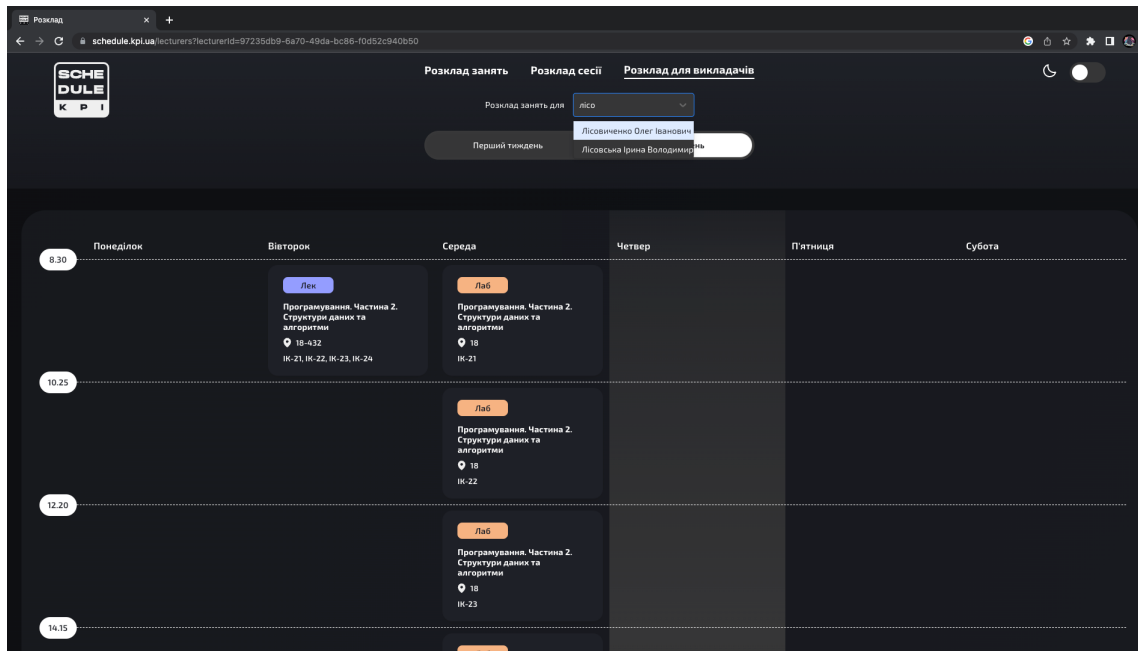 Розклад
schedule.kpi.ua/lecturers?lecturerId=97235db9-6a70-49da-bc86-f0d52c940b50
SCHE
DULE
K P I
Розклад занять Розклад сесії Розклад для викладачів
Розклад занять для лісо
Лісовиченко Олег Іванович
Перший тиждень
Лісовська Ірина Володимир
Понеділок Вівторок Середа Четвер П'ятниця Субота
8.30
Лек Лаб
Програмування. Частина 2. Програмування. Частина 2.
Структури даних та Структури даних та
алгоритми алгоритми
18-432 18
ІК-21, ІК-22, ІК-23, ІК-24 ІК-21
10.25
Лаб
Програмування. Частина 2.
Структури даних та
алгоритми
18
ІК-22
12.20
Лаб
Програмування. Частина 2.
Структури даних та
алгоритми
18
ІК-23
14.15